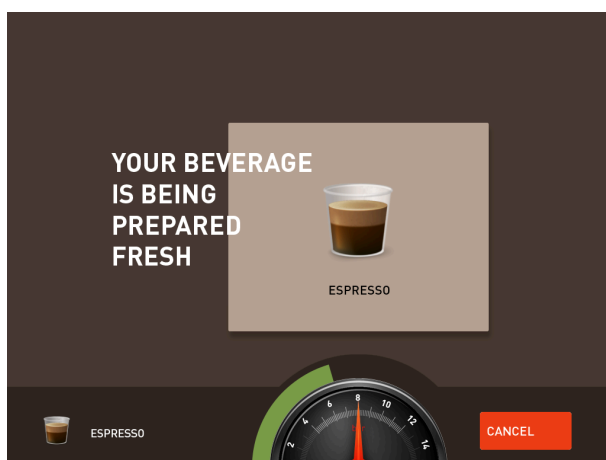 YOUR BEVERAGE
IS BEING
PREPARED
FRESH
ESPRESSO
ESPRESSO
2
4
6
8
10
12
14
CANCEL